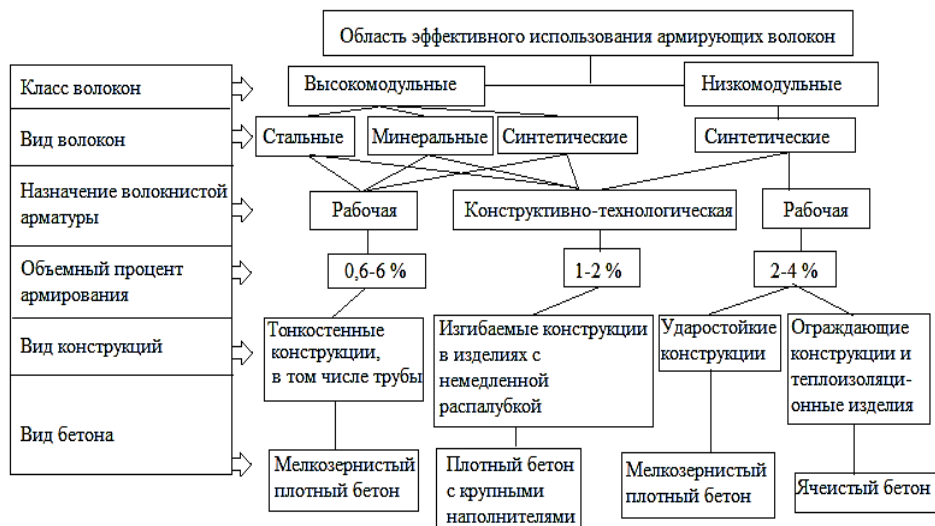 Область эффективного использования армирующих волокон
Класс волокон
Высокомодульные
Низкомодульные
Вид волокон
Стальные
Минеральные
Синтетические
Синтетические
Назначение волокнистой
арматуры
Рабочая
Конструктивно-технологическая
Рабочая
Объемный процент
армирования
0,6-6 %
1-2 %
2-4 %
Вид конструкций
Тонкостенные
конструкции,
в том числе трубы
Изгибаемые конструкции
в изделиях с
немедленной
распалубкой
Ударостойкие
конструкции
Ограждающие
конструкции и
теплоизоляци-
онные изделия
Вид бетона
Мелкозернистый
плотный бетон
Плотный бетон
с крупными
наполнителями
Мелкозернистый
плотный бетон
Ячеистый бетон